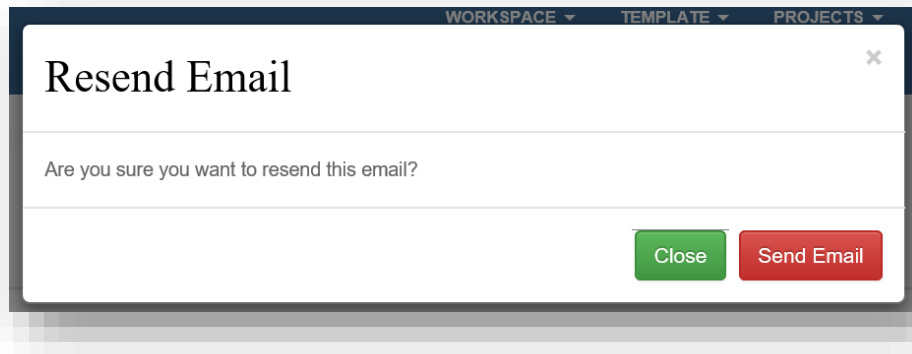 WORKSPACE TEMPLATE PROJECTS
Resend Email
×
Are you sure you want to resend this email?
Close Send Email